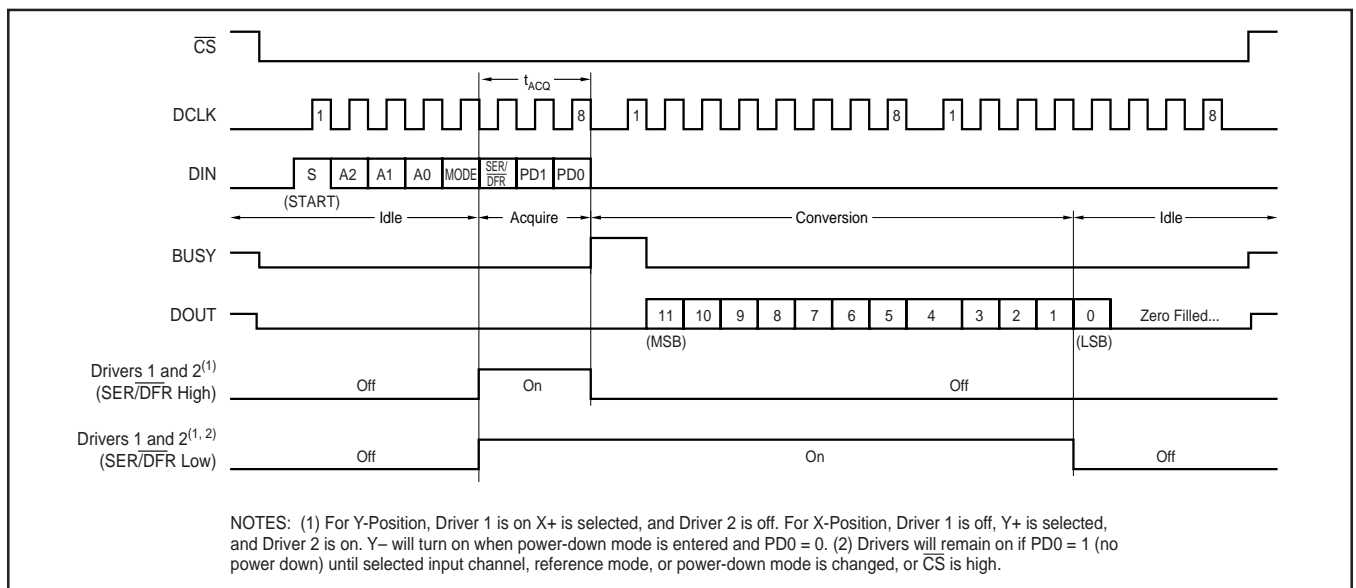 CS
tACQ
DCLK 1 8 1 8 1 8
DIN S A2 A1 A0 MODE SER/DFR PD1 PD0
(START)
Idle Acquire Conversion Idle
BUSY
DOUT 11 10 9 8 7 6 5 4 3 2 1 0 Zero Filled...
(MSB) (LSB)
Drivers 1 and 2(1)
(SER/DFR High)
Off On Off
Drivers 1 and 2(1, 2)
(SER/DFR Low)
Off On Off
NOTES: (1) For Y-Position, Driver 1 is on X+ is selected, and Driver 2 is off. For X-Position, Driver 1 is off, Y+ is selected,
and Driver 2 is on. Y– will turn on when power-down mode is entered and PD0 = 0. (2) Drivers will remain on if PD0 = 1 (no
power down) until selected input channel, reference mode, or power-down mode is changed, or CS is high.